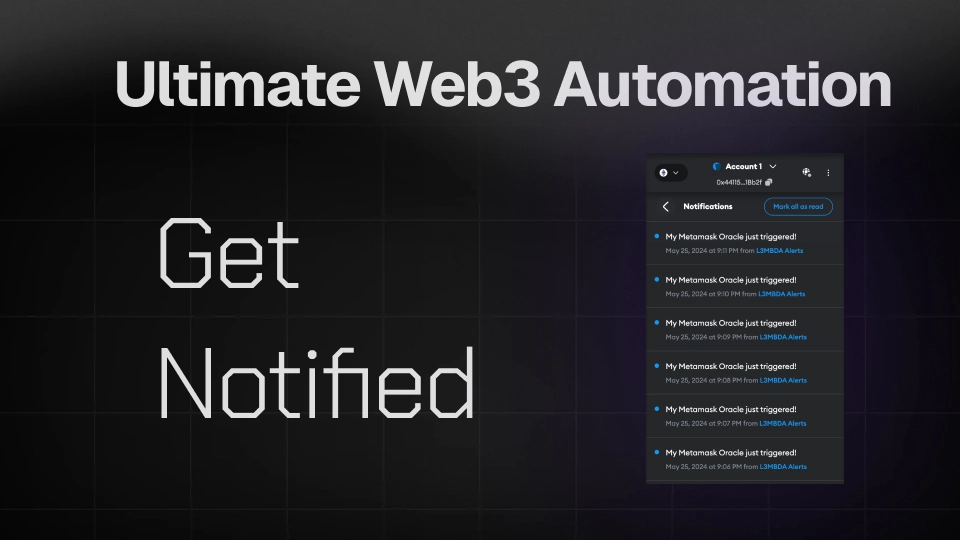 Ultimate Web3 Automation
Get
Notified
Account 1
0x44115...18b2f
Notifications
Mark all as read
My Metamask Oracle just triggered!
May 25, 2024 at 9:11 PM from L3MBDA Alerts
My Metamask Oracle just triggered!
May 25, 2024 at 9:10 PM from L3MBDA Alerts
My Metamask Oracle just triggered!
May 25, 2024 at 9:09 PM from L3MBDA Alerts
My Metamask Oracle just triggered!
May 25, 2024 at 9:08 PM from L3MBDA Alerts
My Metamask Oracle just triggered!
May 25, 2024 at 9:07 PM from L3MBDA Alerts
My Metamask Oracle just triggered!
May 25, 2024 at 9:06 PM from L3MBDA Alerts